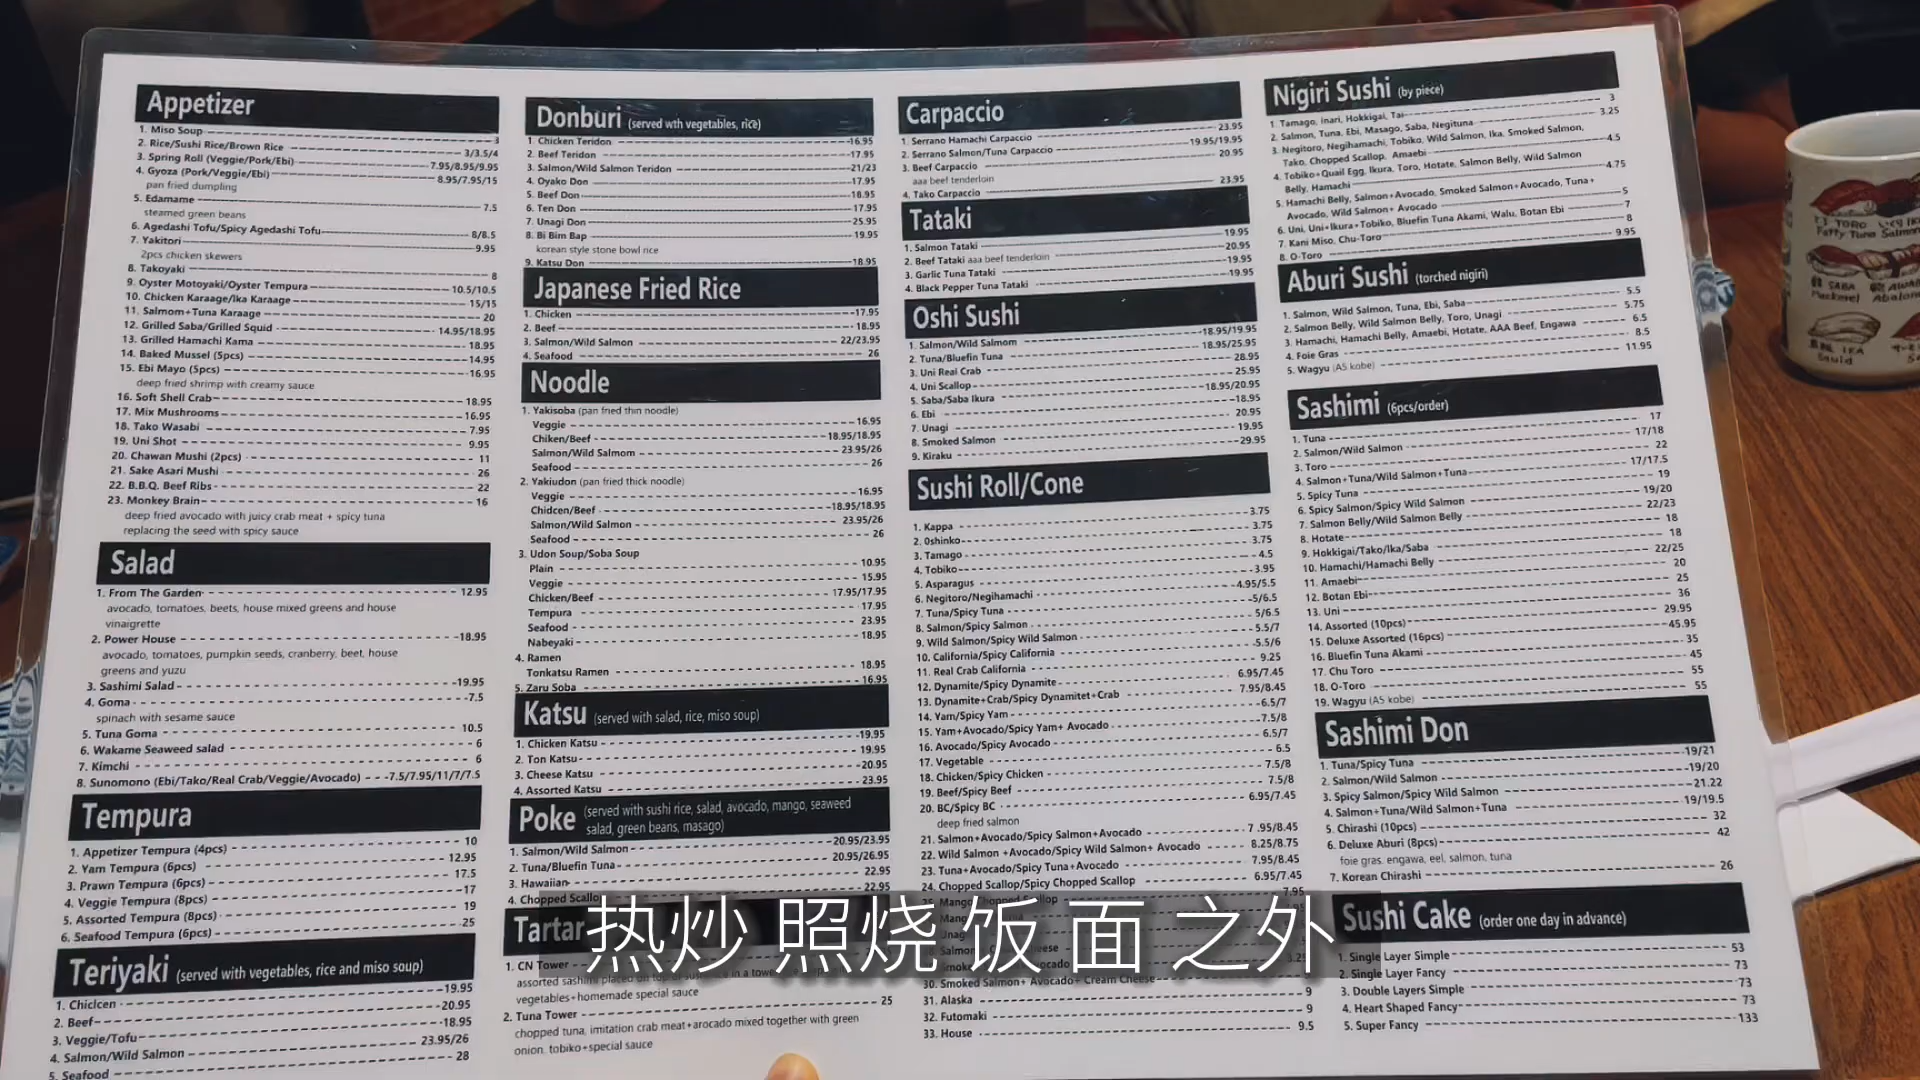 Appetizer
1. Miso Soup 3
2. Rice/Sushi Rice/Brown Rice 3/3.5/4
3. Spring Roll (Veggie/Pork/Ebi) 7.95/8.95/9.95
4. Gyoza (Pork/Veggie/Ebi) 8.95/7.95/15
pan fried dumpling
5. Edamame 7.5
steamed green beans
6. Agedashi Tofu/Spicy Agedashi Tofu 8/8.5
7. Yakitori 9.95
2pcs chicken skewers
8. Takoyaki 8
9. Oyster Motoyaki/Oyster Tempura 10.5/10.5
10. Chicken Karaage/Ika Karaage 15/15
11. Salmom+Tuna Karaage 20
12. Grilled Saba/Grilled Squid 14.95/18.95
13. Grilled Hamachi Kama 18.95
14. Baked Mussel (5pcs) 14.95
15. Ebi Mayo (5pcs) 16.95
deep fried shrimp with creamy sauce
16. Soft Shell Crab 18.95
17. Mix Mushrooms 16.95
18. Tako Wasabi 7.95
19. Uni Shot 9.95
20. Chawan Mushi (2pcs) 11
21. Sake Asari Mushi 26
22. B.B.Q. Beef Ribs 22
23. Monkey Brain 16
deep fried avocado with juicy crab meat + spicy tuna
replacing the seed with spicy sauce
Salad
1. From The Garden 12.95
avocado, tomatoes, beets, house mixed greens and house
vinaigrette
2. Power House 18.95
avocado, tomatoes, pumpkin seeds, cranberry, beet, house
greens and yuzu
3. Sashimi Salad 19.95
4. Goma 7.5
spinach with sesame sauce
5. Tuna Goma 10.5
6. Wakame Seaweed salad 6
7. Kimchi 6
8. Sunomono (Ebi/Tako/Real Crab/Veggie/Avocado) 7.5/7.95/11/7/7.5
Tempura
1. Appetizer Tempura (4pcs) 10
2. Yam Tempura (6pcs) 12.95
3. Prawn Tempura (6pcs) 17.5
4. Veggie Tempura (8pcs) 17
5. Assorted Tempura (8pcs) 19
6. Seafood Tempura (6pcs) 25
Teriyaki (served with vegetables, rice and miso soup)
1. Chiclcen 19.95
2. Beef 20.95
3. Veggie/Tofu 18.95
4. Salmon/Wild Salmon 23.95/26
5. Seafood 28
Donburi (served wth vegetables, rice)
1. Chicken Teridon 16.95
2. Beef Teridon 17.95
3. Salmon/Wild Salmon Teridon 21/23
4. Oyako Don 17.95
5. Beef Don 18.95
6. Ten Don 17.95
7. Unagi Don 25.95
8. Bi Bim Bap 19.95
korean style stone bowl rice
9. Katsu Don 18.95
Japanese Fried Rice
1. Chicken 17.95
2. Beef 18.95
3. Salmon/Wild Salmon 22/23.95
4. Seafood 26
Noodle
1. Yakisoba (pan fried thin noodle)
Veggie 16.95
Chiken/Beef 18.95/18.95
Salmon/Wild Salmom 23.95/26
Seafood 26
2. Yakiudon (pan fried thick noodle)
Veggie 16.95
Chidcen/Beef 18.95/18.95
Salmon/Wild Salmon 23.95/26
Seafood 26
3. Udon Soup/Soba Soup
Plain 10.95
Veggie 15.95
Chicken/Beef 17.95/17.95
Tempura 17.95
Seafood 23.95
Nabeyaki 18.95
4. Ramen
Tonkatsu Ramen 18.95
5. Zaru Soba 16.95
Katsu (served with salad, rice, miso soup)
1. Chicken Katsu 19.95
2. Ton Katsu 19.95
3. Cheese Katsu 20.95
4. Assorted Katsu 23.95
Poke (served with sushi rice, salad, avocado, mango, seaweed
salad, green beans, masago)
1. Salmon/Wild Salmon 20.95/23.95
2. Tuna/Bluefin Tuna 20.95/26.95
3. Hawaiian 22.95
4. Chopped Scallop 22.95
Tartar
1. CN Tower
assorted sashimi placed on top of
vegetables+homemade special sauce
2. Tuna Tower 25
chopped tuna, imitation crab meat+arocado mixed together with green
onion, tobiko+special sauce
Carpaccio
1. Serrano Hamachi Carpaccio 23.95
2. Serrano Salmon/Tuna Carpaccio 19.95/19.95
3. Beef Carpaccio 20.95
aaa beef tenderloin
4. Tako Carpaccio 23.95
Tataki
1. Salmon Tataki 19.95
2. Beef Tataki aaa beef tenderloin 20.95
3. Garlic Tuna Tataki 19.95
4. Black Pepper Tuna Tataki 19.95
Oshi Sushi
1. Salmon/Wild Salmom 18.95/19.95
2. Tuna/Bluefin Tuna 18.95/25.95
3. Uni Real Crab 28.95
4. Uni Scallop 25.95
5. Saba/Saba Ikura 18.95/20.95
6. Ebi 18.95
7. Unagi 20.95
8. Smoked Salmon 19.95
9. Kiraku 29.95
Sushi Roll/Cone
1. Kappa 3.75
2. Oshinko 3.75
3. Tamago 3.75
4. Tobiko 4.5
5. Asparagus 3.95
6. Negitoro/Negihamachi 4.95/5.5
7. Tuna/Spicy Tuna 5/6.5
8. Salmon/Spicy Salmon 5/6.5
9. Wild Salmon/Spicy Wild Salmon 5.5/7
10. California/Spicy California 5.5/6
11. Real Crab California 9.25
12. Dynamite/Spicy Dynamite 6.95/7.45
13. Dynamite+Crab/Spicy Dynamitet+Crab 7.95/8.45
14. Yam/Spicy Yam 6.5/7
15. Yam+Avocado/Spicy Yam+ Avocado 7.5/8
16. Avocado/Spicy Avocado 6.5/7
17. Vegetable 6.5
18. Chicken/Spicy Chicken 7.5/8
19. Beef/Spicy Beef 7.5/8
20. BC/Spicy BC 6.95/7.45
deep fried salmon
21. Salmon+Avocado/Spicy Salmon+Avocado 7.95/8.45
22. Wild Salmon +Avocado/Spicy Wild Salmon+ Avocado 8.25/8.75
23. Tuna+Avocado/Spicy Tuna+Avocado 7.95/8.45
24. Chopped Scallop/Spicy Chopped Scallop 6.95/7.45
7.95
30. Smoked Salmon+ Avocado+ Cream Cheese
31. Alaska 9
32. Futomaki 9
33. House 9.5
Nigiri Sushi (by piece)
1. Tamago, Inari, Hokkigai, Tai 3
2. Salmon, Tuna, Ebi, Masago, Saba, Negituna 3.25
3. Negitoro, Negihamachi, Tobiko, Wild Salmon, Ika, Smoked Salmon,
Tako, Chopped Scallop, Amaebi 4.5
4. Tobiko+Quail Egg, Ikura, Toro, Hotate, Salmon Belly, Wild Salmon
Belly, Hamachi 4.75
5. Hamachi Belly, Salmon+Avocado, Smoked Salmon+Avocado, Tuna+
Avocado, Wild Salmon+ Avocado 5
6. Uni, Uni+Ikura+Tobiko, Bluefin Tuna Akami, Walu, Botan Ebi 7
7. Kani Miso, Chu-Toro 8
8. O-Toro 9.95
Aburi Sushi (torched nigiri)
1. Salmon, Wild Salmon, Tuna, Ebi, Saba 5.5
2. Salmon Belly, Wild Salmon Belly, Toro, Unagi 5.75
3. Hamachi, Hamachi Belly, Amaebi, Hotate, AAA Beef, Engawa 6.5
4. Foie Gras 8.5
5. Wagyu (A5 kobe) 11.95
Sashimi (6pcs/order)
1. Tuna 17
2. Salmon/Wild Salmon 17/18
3. Toro 22
4. Salmon+Tuna/Wild Salmon+Tuna 17/17.5
5. Spicy Tuna 19
6. Spicy Salmon/Spicy Wild Salmon 19/20
7. Salmon Belly/Wild Salmon Belly 22/23
8. Hotate 18
9. Hokkigai/Tako/Ika/Saba 18
10. Hamachi/Hamachi Belly 22/25
11. Amaebi 20
12. Botan Ebi 25
13. Uni 36
14. Assorted (10pcs) 29.95
15. Deluxe Assorted (16pcs) 45.95
16. Bluefin Tuna Akami 35
17. Chu Toro 45
18. O-Toro 55
19. Wagyu (A5 kobe) 55
Sashimi Don
1. Tuna/Spicy Tuna 19/21
2. Salmon/Wild Salmon 19/20
3. Spicy Salmon/Spicy Wild Salmon 21.22
4. Salmon+Tuna/Wild Salmon+Tuna 19/19.5
5. Chirashi (10pcs) 32
6. Deluxe Aburi (8pcs) 42
foie gras, engawa, eel, salmon, tuna
7. Korean Chirashi 26
Sushi Cake (order one day in advance)
1. Single Layer Simple 53
2. Single Layer Fancy 73
3. Double Layers Simple 73
4. Heart Shaped Fancy 73
5. Super Fancy 133
TORO
Fatty Tuna Salmon
SABA
IKA
Squid
热炒 照烧 饭 面 之外